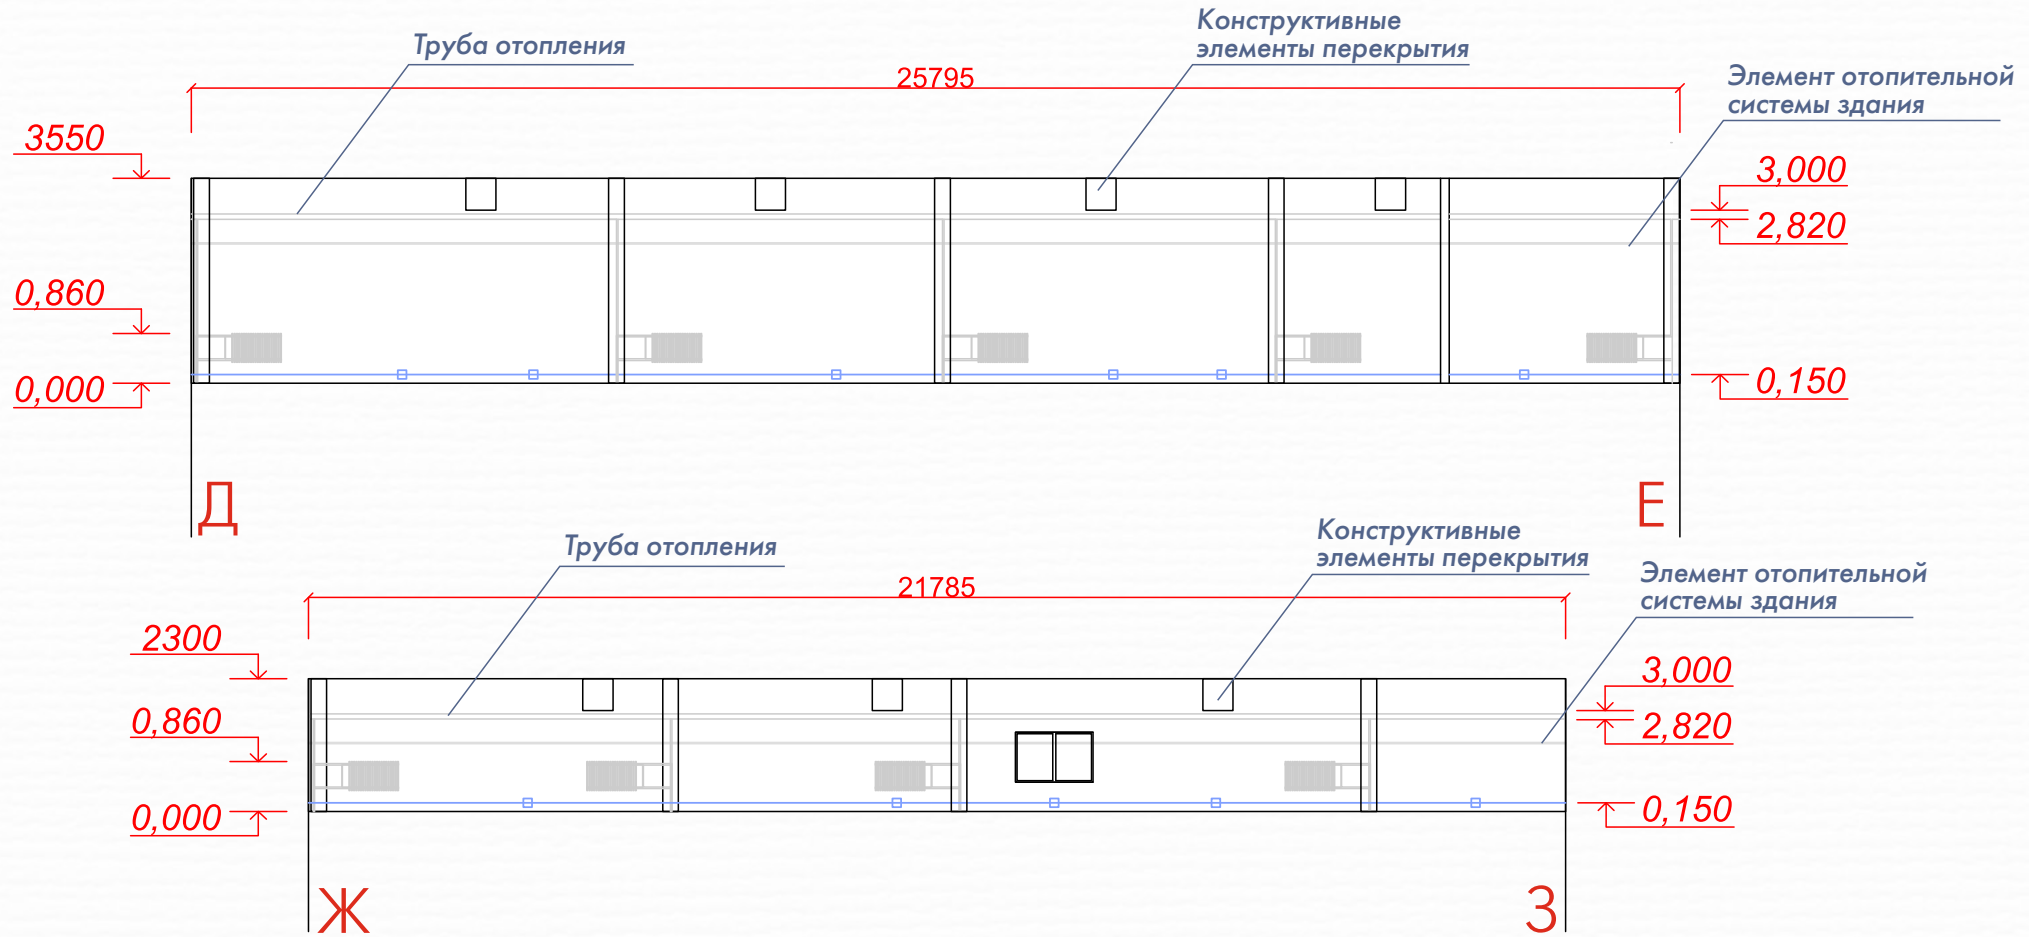 Труба отопления
Конструктивные
элементы перекрытия
25795
Элемент отопительной
системы здания
3550
3,000
2,820
0,860
0,000
0,150
Д
Е
Труба отопления
Конструктивные
элементы перекрытия
21785
Элемент отопительной
системы здания
2300
3,000
0,860
2,820
0,000
0,150
Ж
З